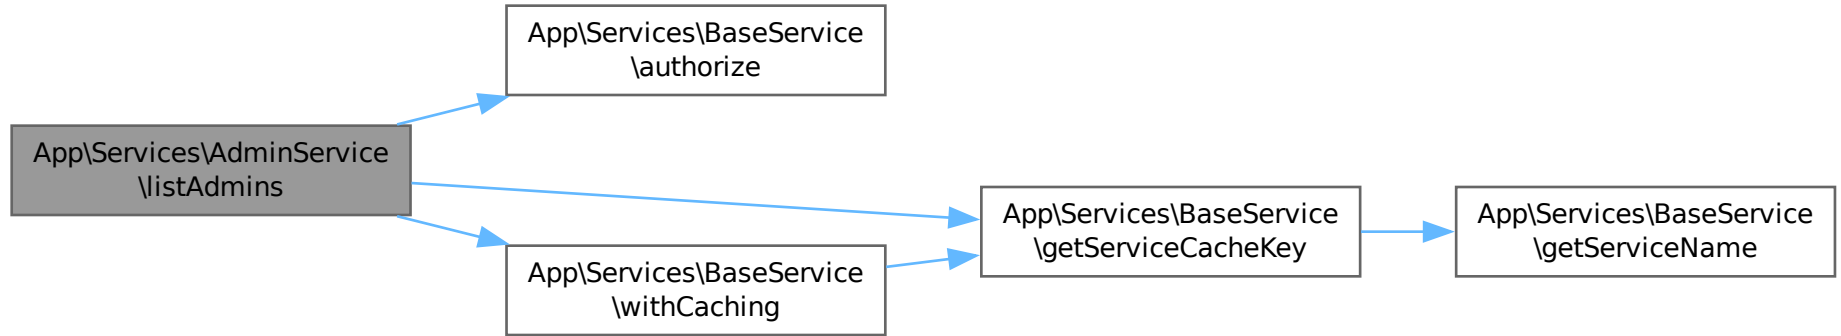 App\Services\BaseService
\authorize
App\Services\AdminService
\listAdmins
App\Services\BaseService
\getServiceCacheKey
App\Services\BaseService
\getServiceName
App\Services\BaseService
\withCaching